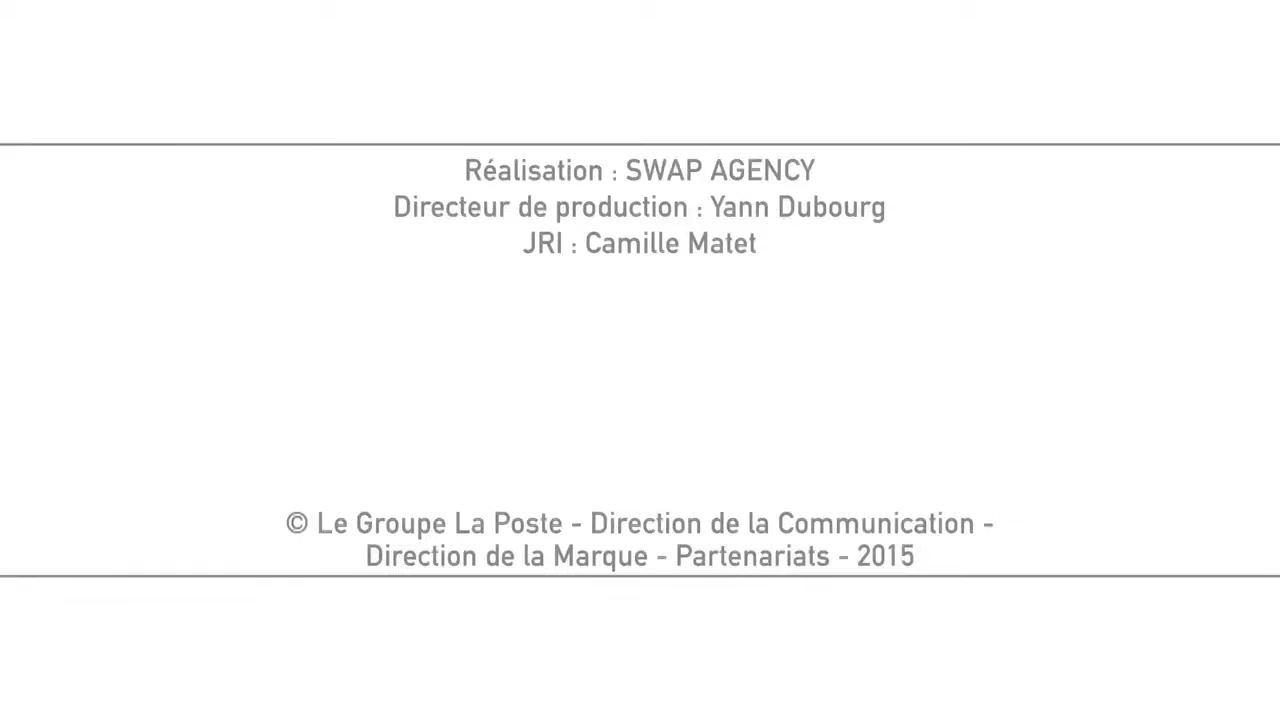 Réalisation : SWAP AGENCY
Directeur de production : Yann Dubourg
JRI : Camille Matet
© Le Groupe La Poste - Direction de la Communication -
Direction de la Marque - Partenariats - 2015